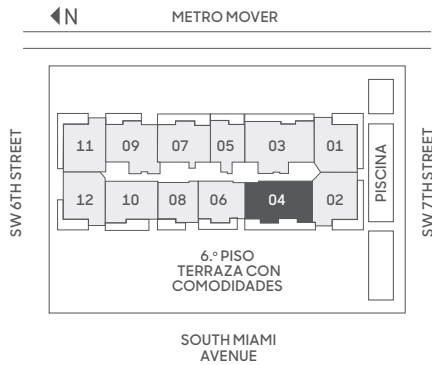 N
METRO MOVER
SW 6TH STREET
11 09 07 05 03 01
12 10 08 06 04 02
PISCINA
SW 7TH STREET
6.º PISO
TERRAZA CON
COMODIDADES
SOUTH MIAMI
AVENUE